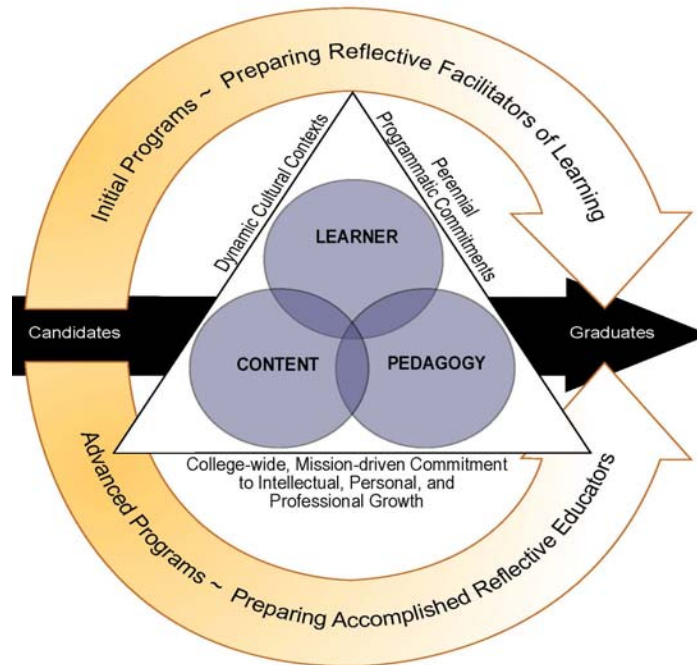 Initial Programs ~ Preparing Reflective Facilitators of Learning
Dynamic Cultural Contexts
Perennial
Programmatic Commitments
LEARNER
Candidates
Graduates
CONTENT
PEDAGOGY
College-wide, Mission-driven Commitment
to Intellectual, Personal, and
Professional Growth
Advanced Programs ~ Preparing Accomplished Reflective Educators